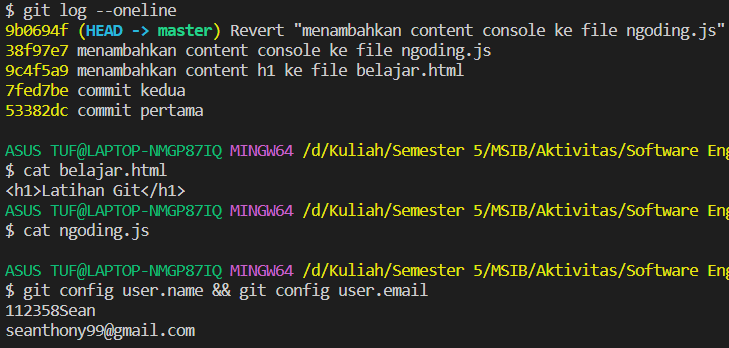 $ git log --oneline
9b0694f (HEAD -> master) Revert "menambahkan content console ke file ngoding.js"
38f97e7 menambahkan content console ke file ngoding.js
9c4f5a9 menambahkan content h1 ke file belajar.html
7fed7be commit kedua
53382dc commit pertama
ASUS TUF@LAPTOP-NMGP87IQ MINGW64 /d/Kuliah/Semester 5/MSIB/Aktivitas/Software Eng
$ cat belajar.html
<h1>Latihan Git</h1>
ASUS TUF@LAPTOP-NMGP87IQ MINGW64 /d/Kuliah/Semester 5/MSIB/Aktivitas/Software Eng
$ cat ngoding.js
ASUS TUF@LAPTOP-NMGP87IQ MINGW64 /d/Kuliah/Semester 5/MSIB/Aktivitas/Software Eng
$ git config user.name && git config user.email
112358Sean
seanthony99@gmail.com